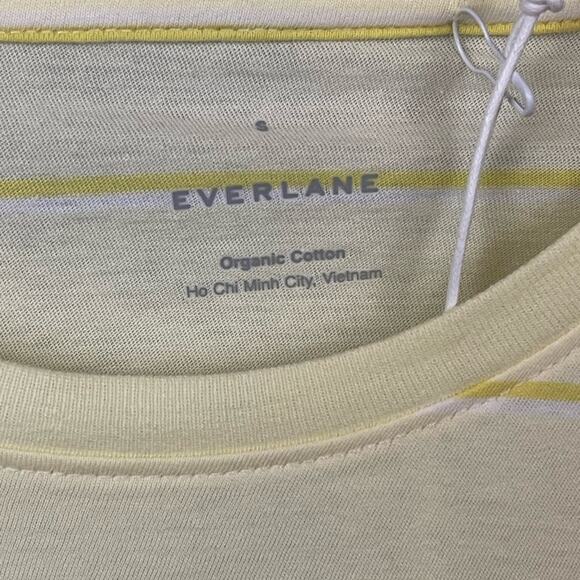 S
EVERLANE
Organic Cotton
Ho Chi Minh City, Vietnam